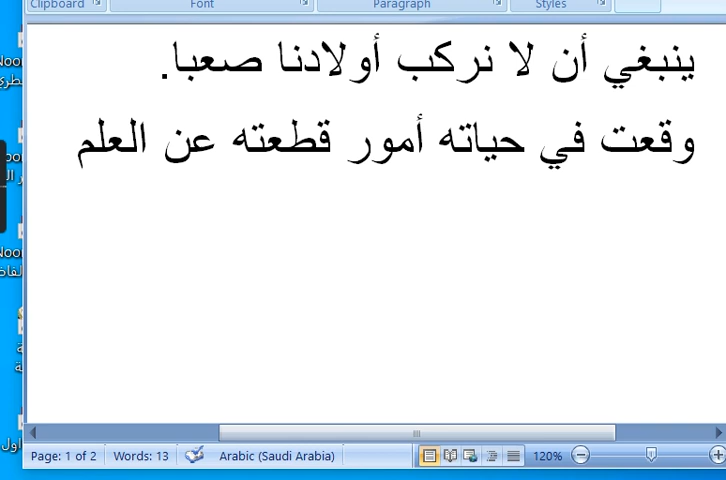 Clipboard
Font
Paragraph
Styles
ينبغي أن لا نركب أولادنا صعبا.
وقعت في حياته أمور قطعته عن العلم
Page: 1 of 2
Words: 13
Arabic (Saudi Arabia)
120%